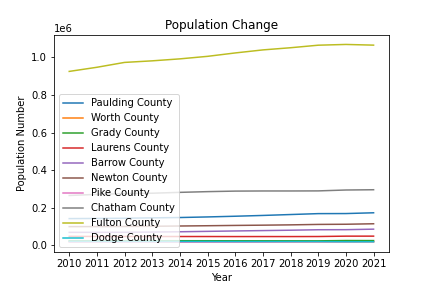 Population Change
1e6
1.0
0.8
0.6
0.4
0.2
0.0
Population Number
Paulding County
Worth County
Grady County
Laurens County
Barrow County
Newton County
Pike County
Chatham County
Fulton County
Dodge County
2010 2011 2012 2013 2014 2015 2016 2017 2018 2019 2020 2021
Year